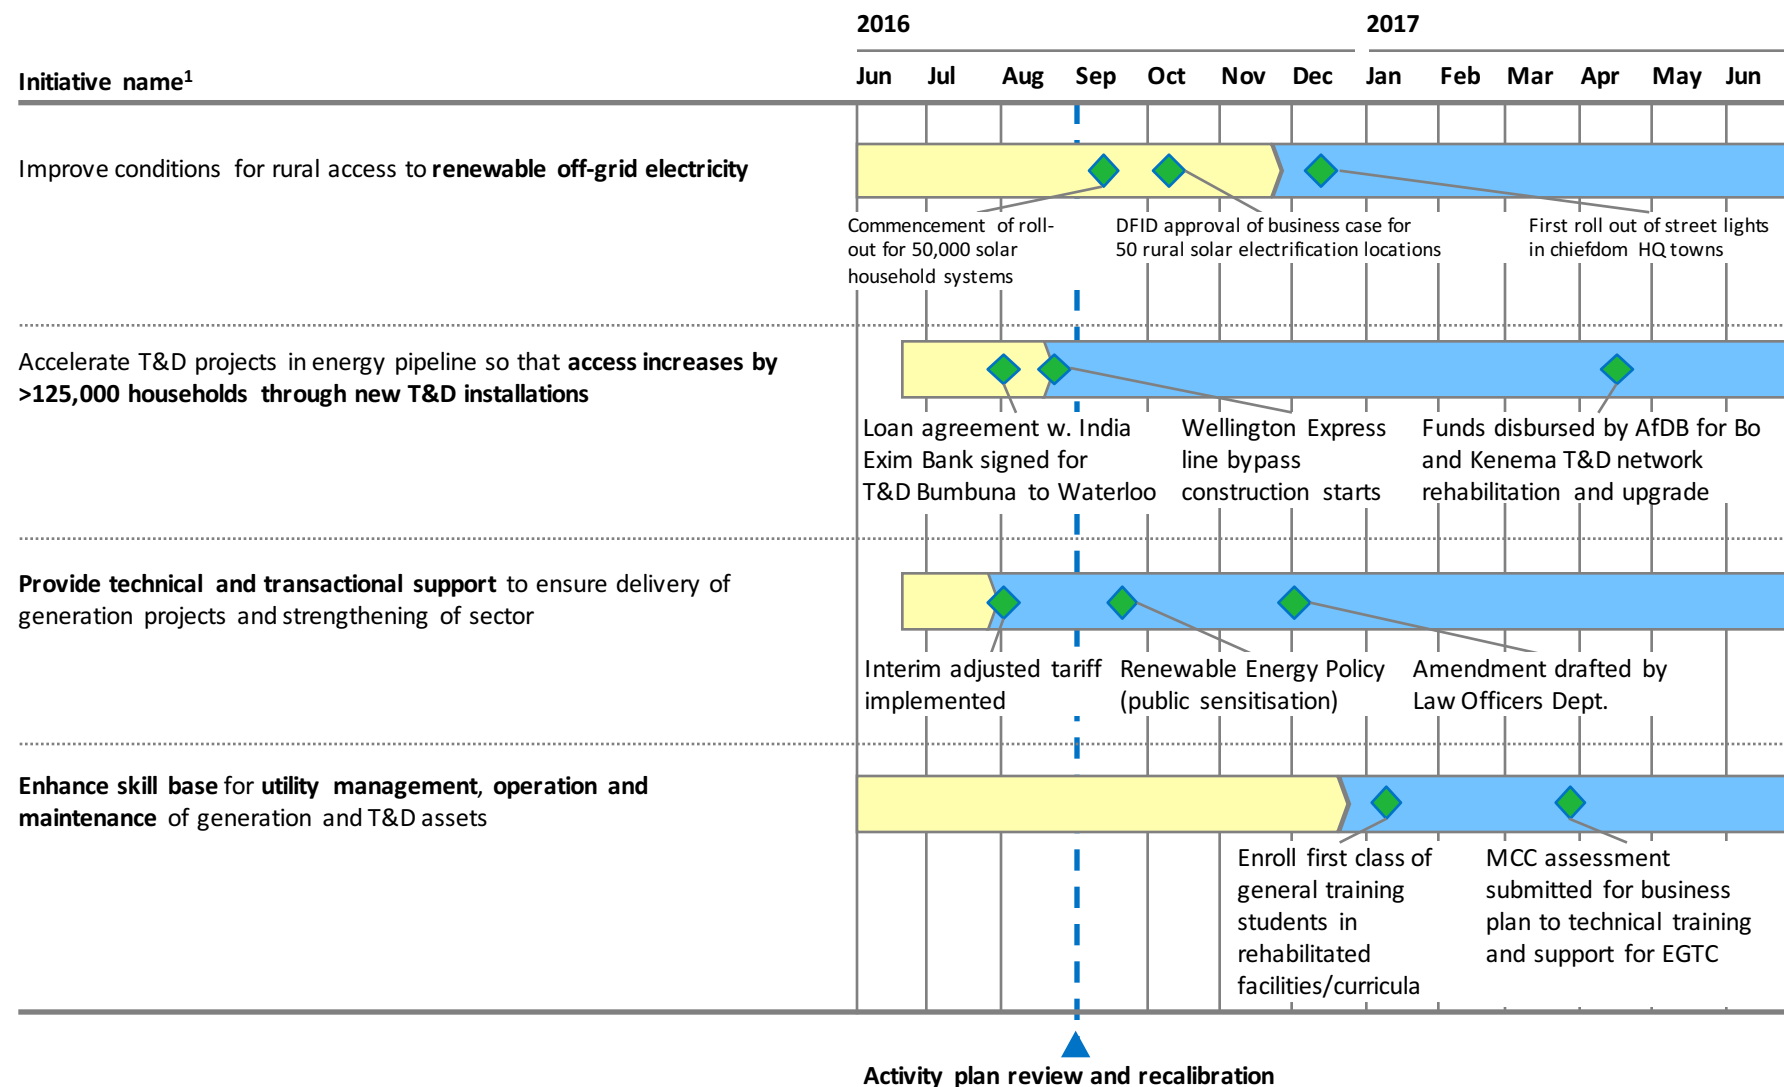 2016
2017
Initiative name1
Jun Jul Aug Sep Oct Nov Dec Jan Feb Mar Apr May Jun
Improve conditions for rural access to renewable off-grid electricity
Commencement of roll-
out for 50,000 solar
household systems
DFID approval of business case for
50 rural solar electrification locations
First roll out of street lights
in chiefdom HQ towns
Accelerate T&D projects in energy pipeline so that access increases by
>125,000 households through new T&D installations
Loan agreement w. India
Exim Bank signed for
T&D Bumbuna to Waterloo
Wellington Express
line bypass
construction starts
Funds disbursed by AfDB for Bo
and Kenema T&D network
rehabilitation and upgrade
Provide technical and transactional support to ensure delivery of
generation projects and strengthening of sector
Interim adjusted tariff
implemented
Renewable Energy Policy
(public sensitisation)
Amendment drafted by
Law Officers Dept.
Enhance skill base for utility management, operation and
maintenance of generation and T&D assets
Enroll first class of
general training
students in
rehabilitated
facilities/curricula
MCC assessment
submitted for business
plan to technical training
and support for EGTC
Activity plan review and recalibration